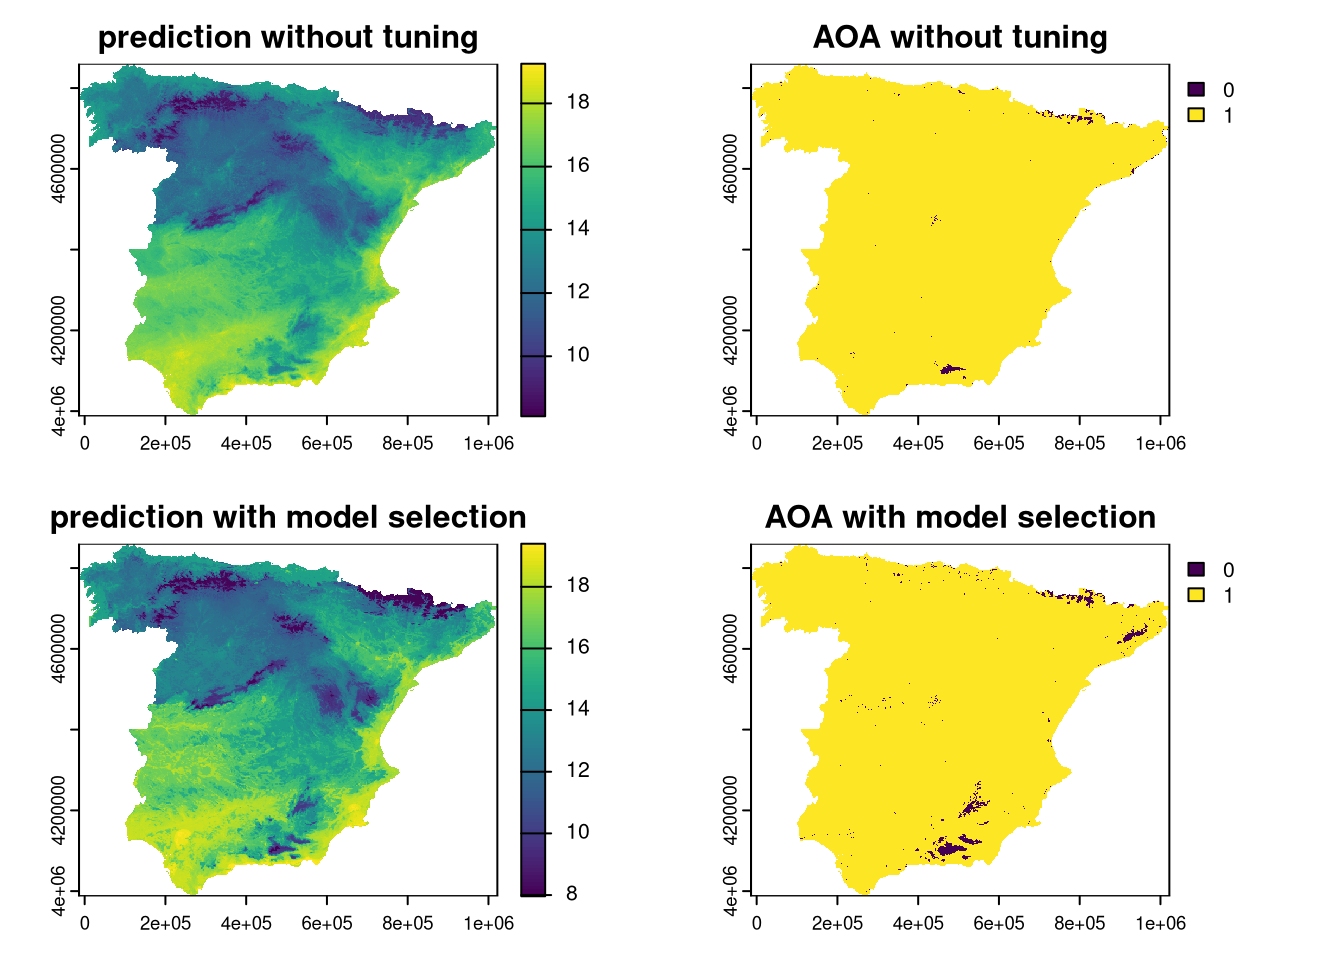 prediction without tuning
AOA without tuning
18
16
14
12
10
0
1
4600000
4200000
4e+06
4600000
4200000
4e+06
0 2e+05 4e+05 6e+05 8e+05 1e+06
0 2e+05 4e+05 6e+05 8e+05 1e+06
prediction with model selection
AOA with model selection
18
16
14
12
10
8
0
1
4600000
4200000
4e+06
4600000
4200000
4e+06
0 2e+05 4e+05 6e+05 8e+05 1e+06
0 2e+05 4e+05 6e+05 8e+05 1e+06